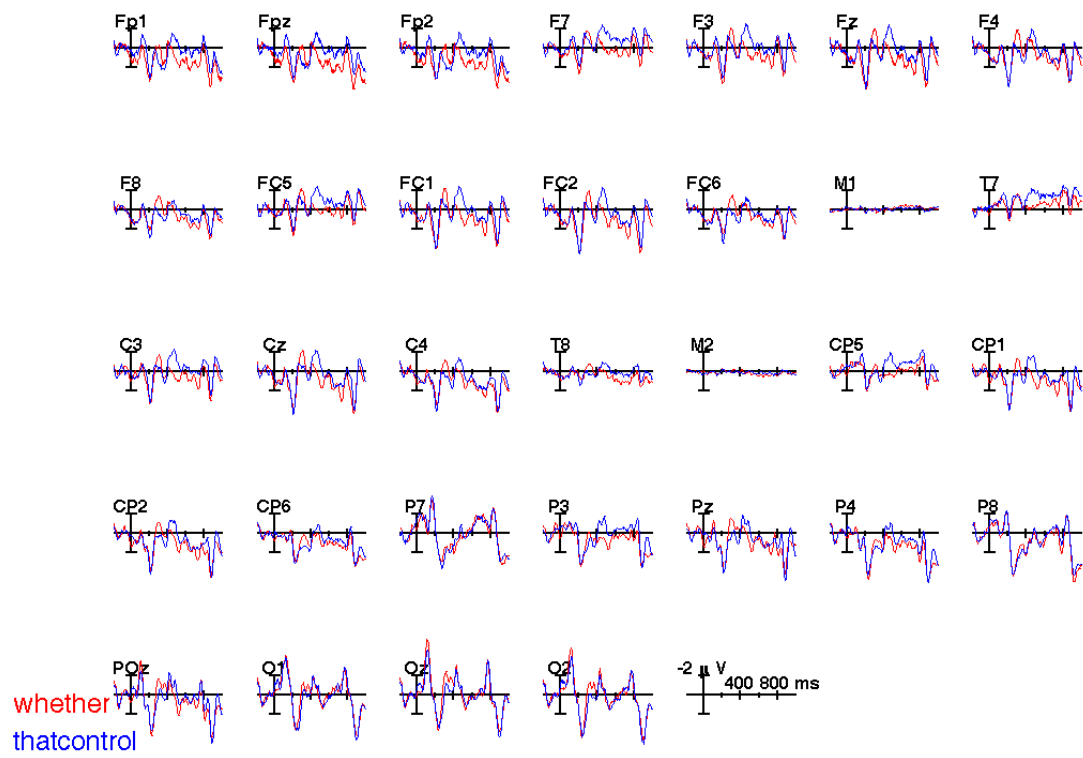 Fp1 Fpz Fp2 F7 F3 Fz F4
F8 FC5 FC1 FC2 FC6 M1 T7
C3 Cz C4 T8 M2 CP5 CP1
CP2 CP6 P7 P3 Pz P4 P8
POz O1 Oz O2 -2 μ V
400 800 ms
whether
thatcontrol